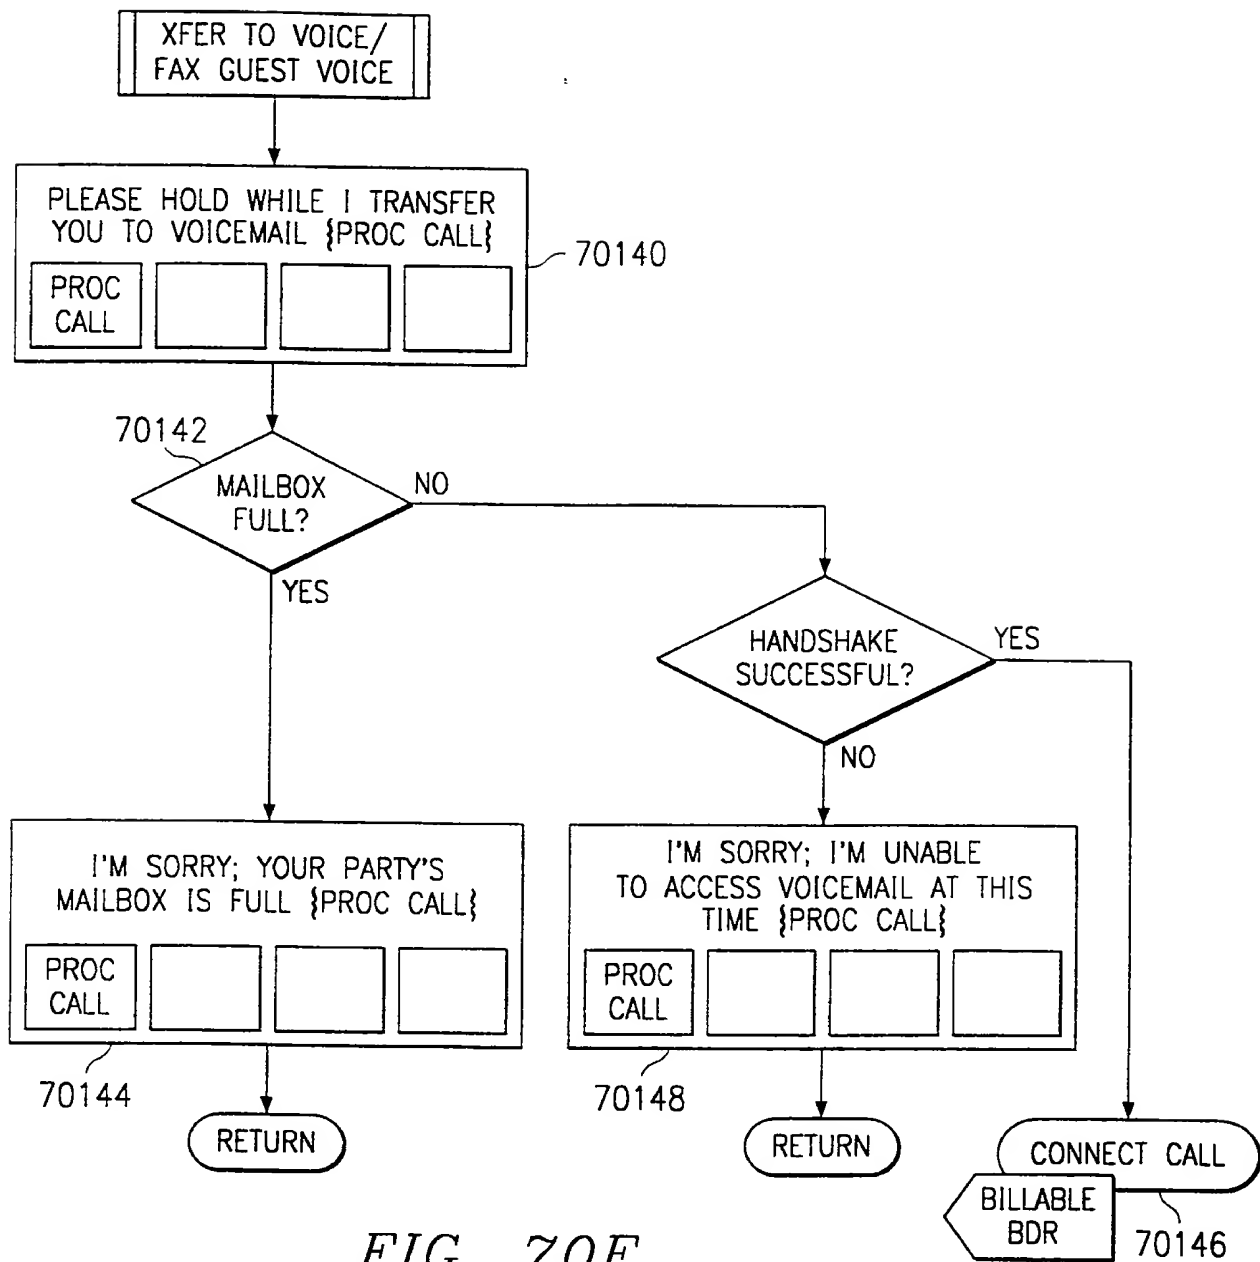 XFER TO VOICE/
FAX GUEST VOICE
PLEASE HOLD WHILE I TRANSFER
YOU TO VOICEMAIL {PROC CALL}
70140
PROC
CALL
70142
MAILBOX
FULL?
NO
YES
HANDSHAKE
SUCCESSFUL?
YES
NO
I'M SORRY; YOUR PARTY'S
MAILBOX IS FULL {PROC CALL}
PROC
CALL
70144
RETURN
I'M SORRY; I'M UNABLE
TO ACCESS VOICEMAIL AT THIS
TIME {PROC CALL}
PROC
CALL
70148
RETURN
CONNECT CALL
BILLABLE
BDR
70146